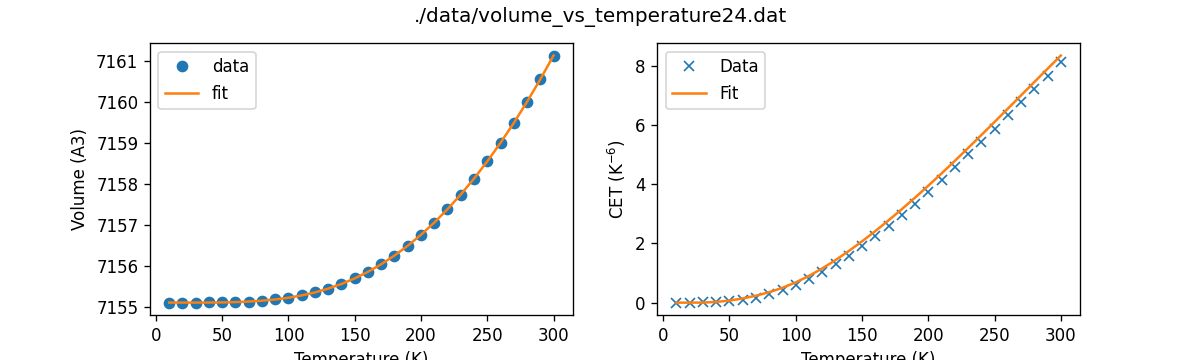 ./data/volume_vs_temperature24.dat
7161
7160
7159
7158
7157
7156
7155
Volume (A3)
data
fit
0 50 100 150 200 250 300
Temperature (K)
8
6
4
2
0
CET (K⁻⁶)
Data
Fit
0 50 100 150 200 250 300
Temperature (K)